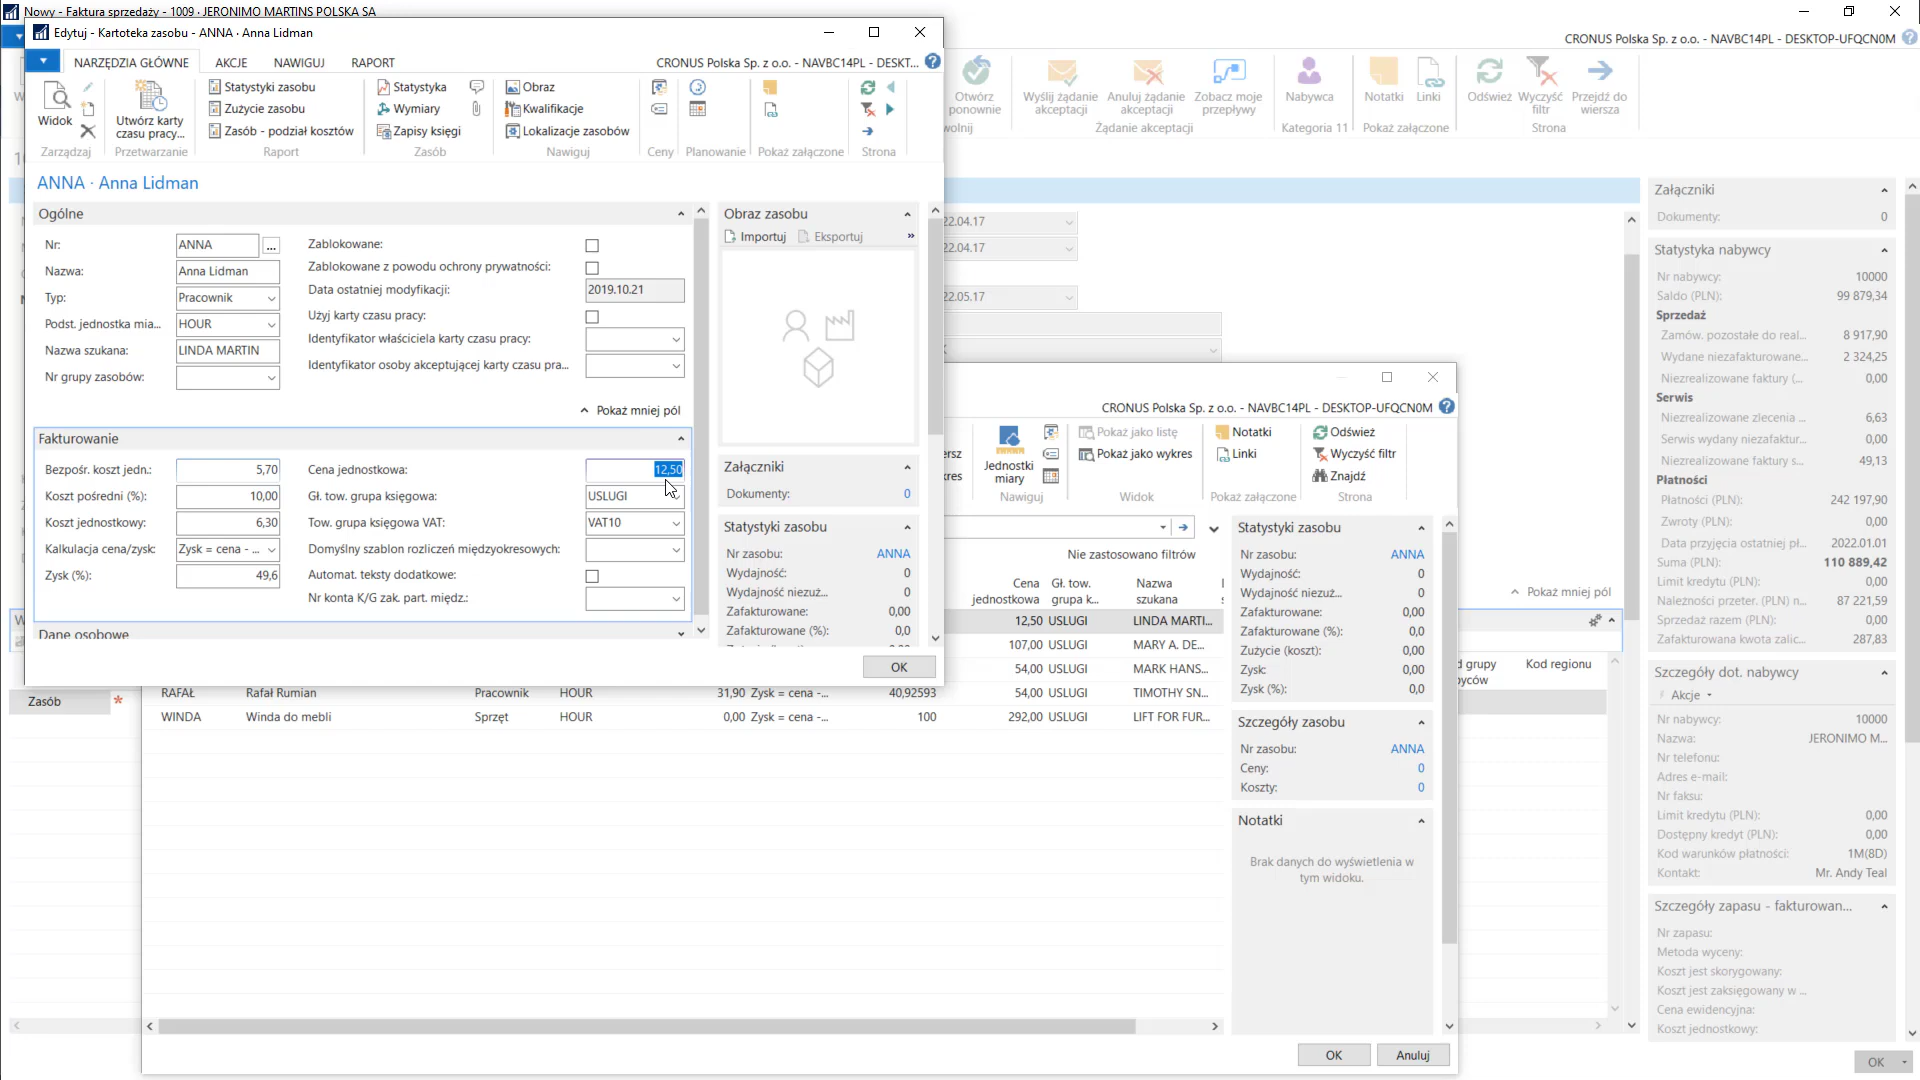 Nowy - Faktura sprzedaży - 1009 · JERONIMO MARTINS POLSKA SA
Edytuj - Kartoteka zasobu - ANNA · Anna Lidman
NARZĘDZIA GŁÓWNE
AKCJE
NAWIGUJ
RAPORT
CRONUS Polska Sp. z o.o. - NAVBC14PL - DESKT...
Widok
Utwórz karty
czasu pracy...
Statystyki zasobu
Zużycie zasobu
Zasób - podział kosztów
Statystyka
Wymiary
Zapisy księgi
Obraz
Kwalifikacje
Lokalizacje zasobów
Zarządzaj
Przetwarzanie
Raport
Zasób
Nawiguj
Ceny
Planowanie
Pokaż załączone
Strona
ANNA · Anna Lidman
Ogólne
Nr: ANNA ...
Nazwa: Anna Lidman
Typ: Pracownik
Podst. jednostka mia... HOUR
Nazwa szukana: LINDA MARTIN
Nr grupy zasobów:
Zablokowane:
Zablokowane z powodu ochrony prywatności:
Data ostatniej modyfikacji: 2019.10.21
Użyj karty czasu pracy:
Identyfikator właściciela karty czasu pracy:
Identyfikator osoby akceptującej karty czasu pra...
Pokaż mniej pól
Fakturowanie
Bezpośr. koszt jedn.: 5,70
Koszt pośredni (%): 10,00
Koszt jednostkowy: 6,30
Kalkulacja cena/zysk: Zysk = cena - ...
Zysk (%): 49,6
Cena jednostkowa: 12,50
Gł. tow. grupa księgowa: USLUGI
Tow. grupa księgowa VAT: VAT10
Domyślny szablon rozliczeń międzyokresowych:
Automat. teksty dodatkowe:
Nr konta K/G zak. part. międz.:
Dane osobowe
Obraz zasobu
Importuj
Eksportuj
»
Załączniki
Dokumenty: 0
Statystyki zasobu
Nr zasobu: ANNA
Wydajność: 0
Wydajność niezuż... 0
Zafakturowane: 0,00
Zafakturowane (%): 0,0
OK
CRONUS Polska Sp. z o.o. - NAVBC14PL - DESKTOP-UFQCN0M
Otwórz
ponownie
Wyślij żądanie
akceptacji
Anuluj żądanie
akceptacji
Zobacz moje
przepływy
Nabywca
Notatki
Linki
Odśwież
Wyczyść
filtr
Przejdź do
wiersza
wolnij
Żądanie akceptacji
Kategoria 11
Pokaż załączone
Strona
22.04.17
22.04.17
22.05.17
Pokaż mniej pól
d grupy
bywców
Kod regionu
Zasób *
CRONUS Polska Sp. z o.o. - NAVBC14PL - DESKTOP-UFQCN0M
ersz
kres
Jednostki
miary
Pokaż jako listę
Pokaż jako wykres
Notatki
Linki
Odśwież
Wyczyść filtr
Znajdź
Nawiguj
Widok
Pokaż załączone
Strona
Nie zastosowano filtrów
Cena
jednostkowa
Gł. tow.
grupa k...
Nazwa
szukana
12,50 USLUGI LINDA MARTI...
107,00 USLUGI MARY A. DE...
54,00 USLUGI MARK HANS...
RAFAŁ Rafał Rumian Pracownik HOUR 31,90 Zysk = cena -... 40,92593 54,00 USLUGI TIMOTHY SN...
WINDA Winda do mebli Sprzęt HOUR 0,00 Zysk = cena -... 100 292,00 USLUGI LIFT FOR FUR...
Statystyki zasobu
Nr zasobu: ANNA
Wydajność: 0
Wydajność niezuż... 0
Zafakturowane: 0,00
Zafakturowane (%): 0,0
Zużycie (koszt): 0,00
Zysk: 0,00
Zysk (%): 0,0
Szczegóły zasobu
Nr zasobu: ANNA
Ceny: 0
Koszty: 0
Notatki
Brak danych do wyświetlenia w
tym widoku.
OK
Anuluj
Załączniki
Dokumenty: 0
Statystyka nabywcy
Nr nabywcy: 10000
Saldo (PLN): 99 879,34
Sprzedaż
Zamów. pozostałe do real... 8 917,90
Wydane niezafakturowane... 2 324,25
Niezrealizowane faktury (... 0,00
Serwis
Niezrealizowane zlecenia ... 6,63
Serwis wydany niezafaktur... 0,00
Niezrealizowane faktury s... 49,13
Płatności
Płatności (PLN): 242 197,90
Zwroty (PLN): 0,00
Data przyjęcia ostatniej pł... 2022.01.01
Suma (PLN): 110 889,42
Limit kredytu (PLN): 0,00
Należności przeter. (PLN) n... 87 221,59
Sprzedaż razem (PLN): 0,00
Zafakturowana kwota zalic... 287,83
Szczegóły dot. nabywcy
Akcje
Nr nabywcy: 10000
Nazwa: JERONIMO M...
Nr telefonu:
Adres e-mail:
Nr faksu:
Limit kredytu (PLN): 0,00
Dostępny kredyt (PLN): 0,00
Kod warunków płatności: 1M(8D)
Kontakt: Mr. Andy Teal
Szczegóły zapasu - fakturowan...
Nr zapasu:
Metoda wyceny:
Koszt jest skorygowany:
Koszt jest zaksięgowany w ...
Cena ewidencyjna:
Koszt jednostkowy:
OK